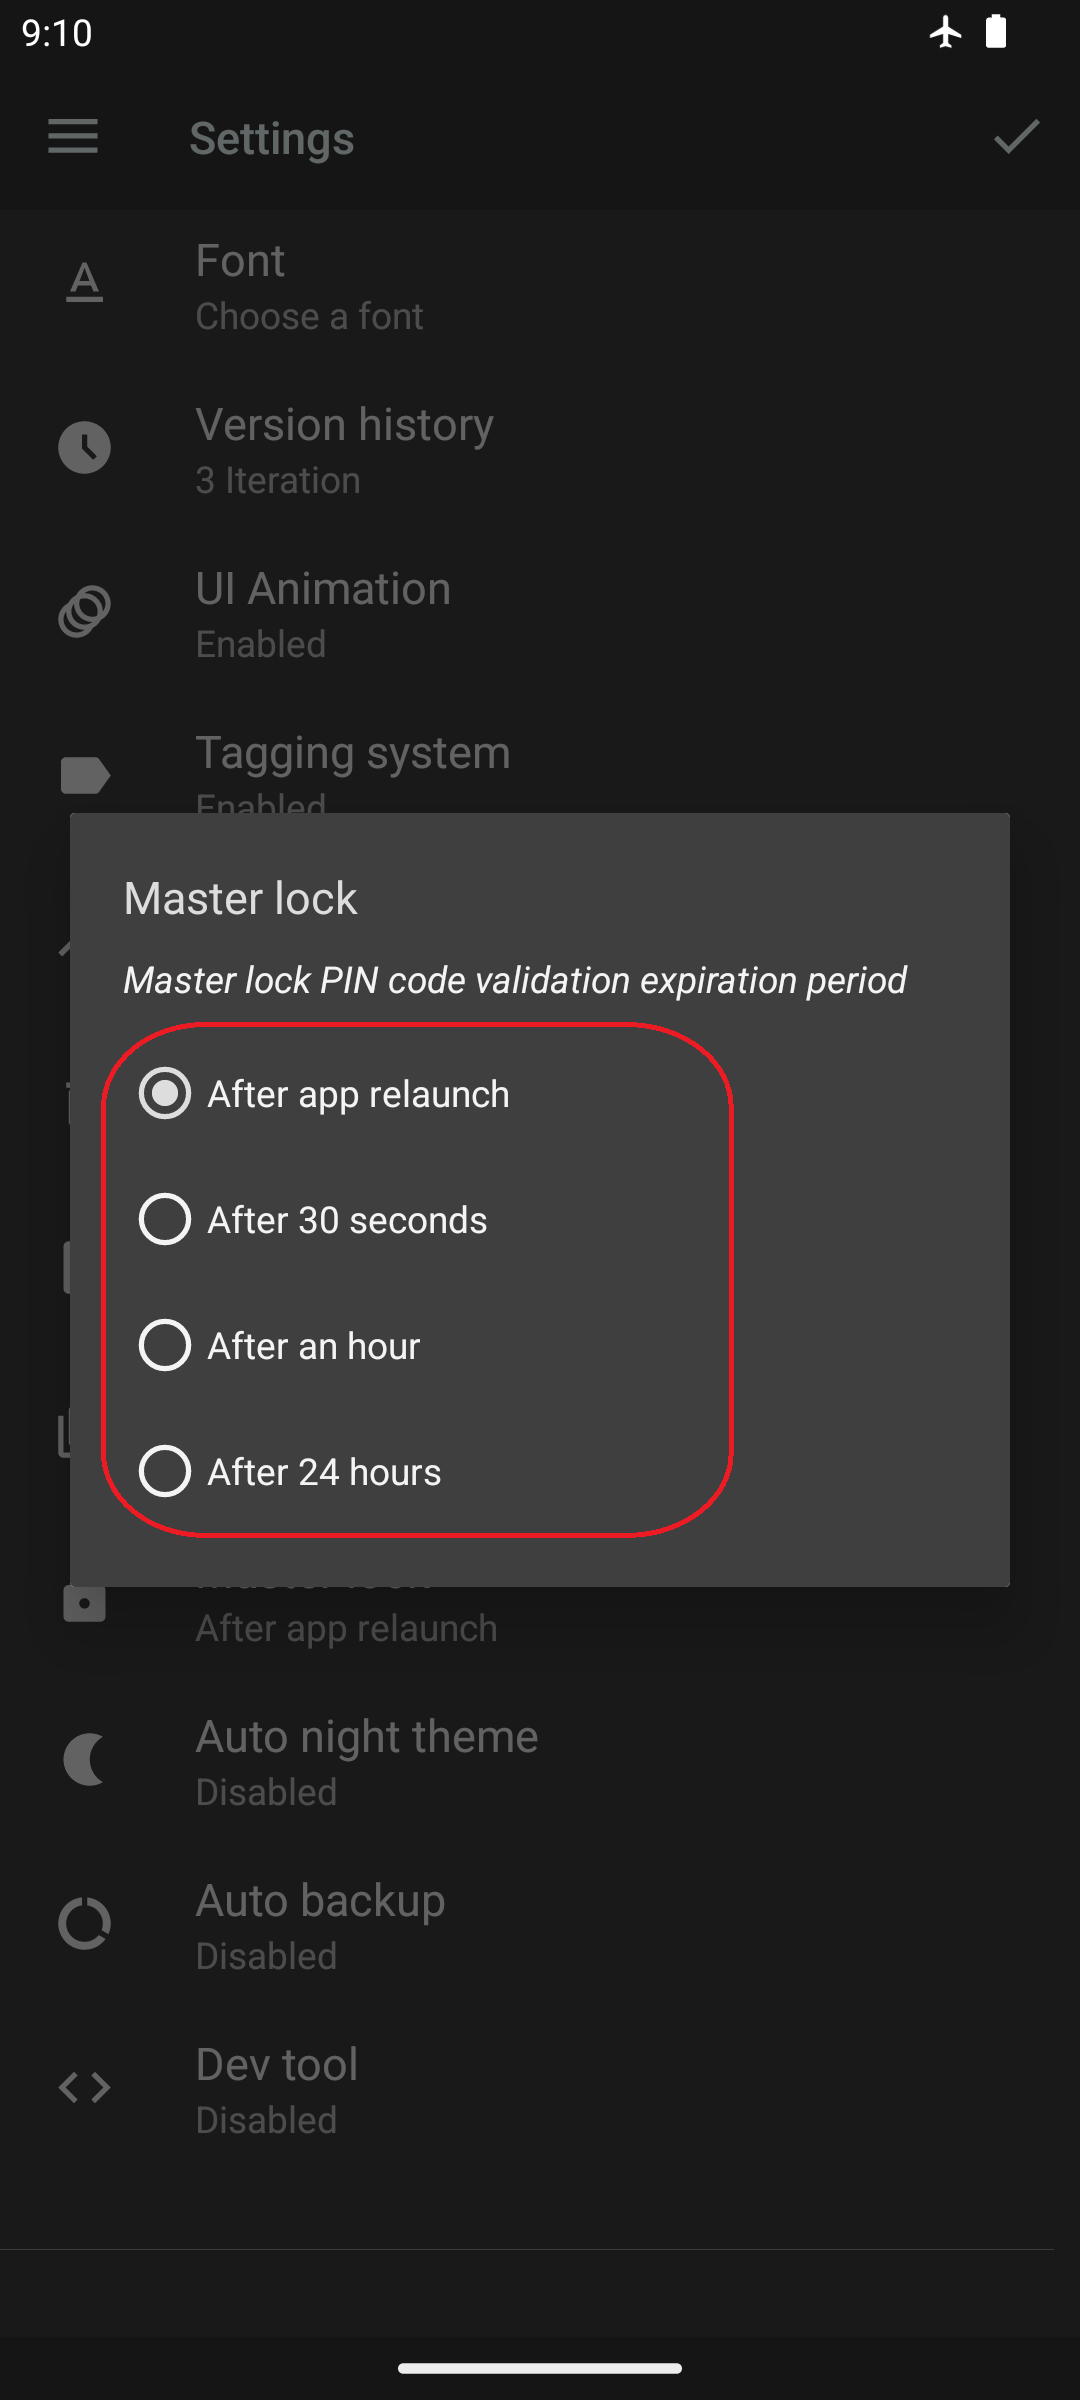 9:10
Settings
Font
Choose a font
Version history
3 Iteration
UI Animation
Enabled
Tagging system
Enabled
Master lock
Master lock PIN code validation expiration period
After app relaunch
After 30 seconds
After an hour
After 24 hours
After app relaunch
Auto night theme
Disabled
Auto backup
Disabled
Dev tool
Disabled